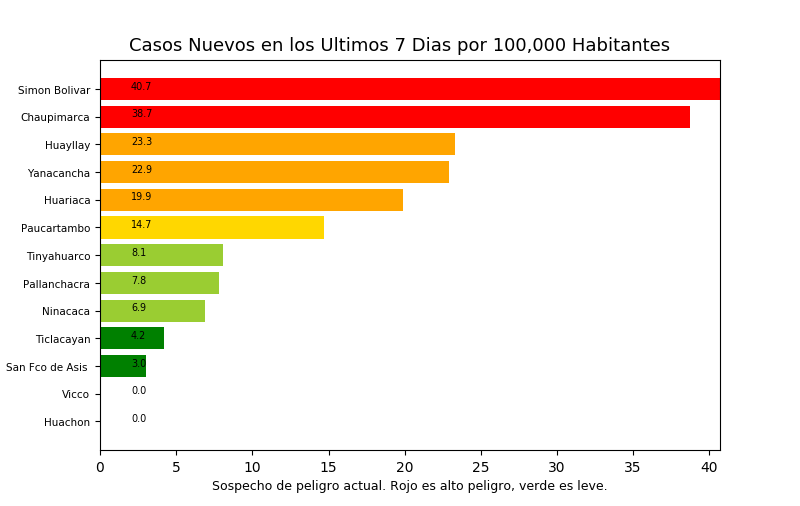 Casos Nuevos en los Ultimos 7 Dias por 100,000 Habitantes
Simon Bolivar 40.7
Chaupimarca 38.7
Huayllay 23.3
Yanacancha 22.9
Huariaca 19.9
Paucartambo 14.7
Tinyahuarco 8.1
Pallanchacra 7.8
Ninacaca 6.9
Ticlacayan 4.2
San Fco de Asis 3.0
Vicco 0.0
Huachon 0.0
0 5 10 15 20 25 30 35 40
Sospecho de peligro actual. Rojo es alto peligro, verde es leve.